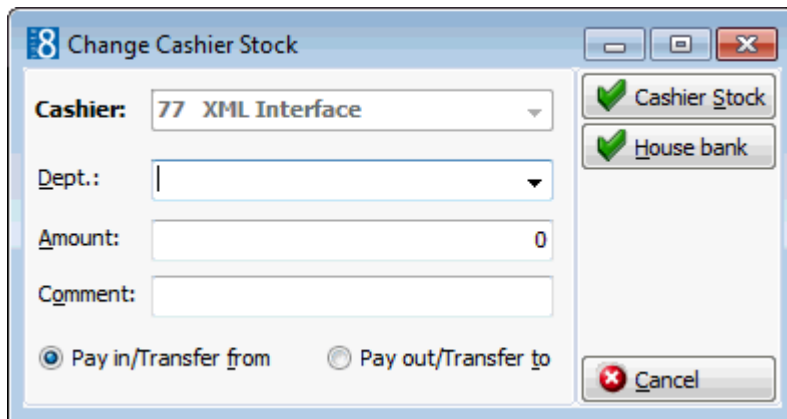 8 Change Cashier Stock
Cashier: 77 XML Interface
Cashier Stock
House bank
Dept.:
Amount: 0
Comment:
Pay in/Transfer from Pay out/Transfer to
Cancel